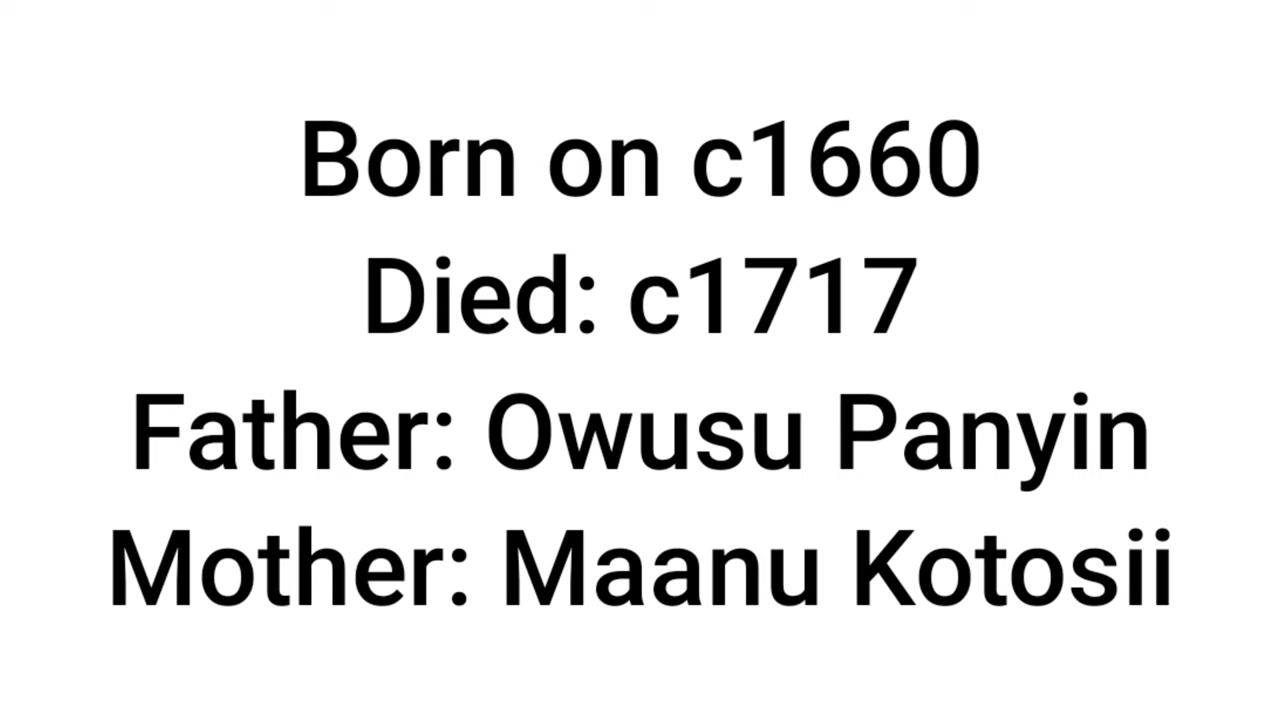 Born on c1660
Died: c1717
Father: Owusu Panyin
Mother: Maanu Kotosii